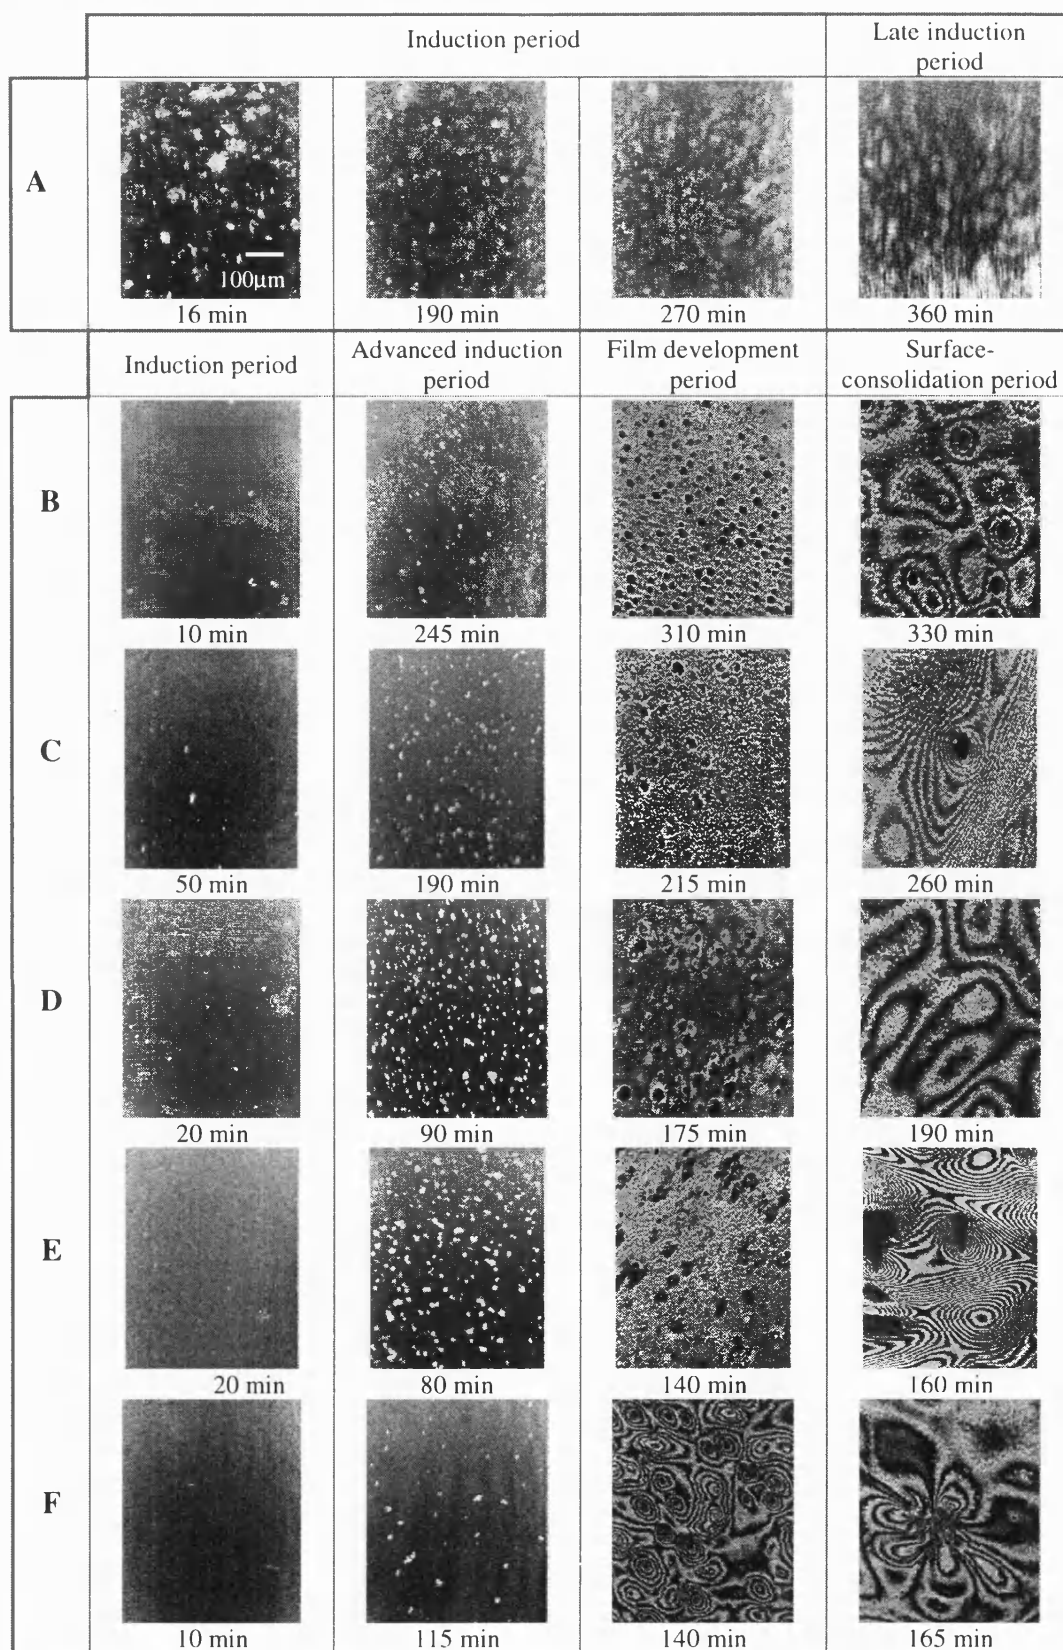 Induction period
Late induction
period
A
100μm
16 min
190 min
270 min
360 min
Induction period
Advanced induction
period
Film development
period
Surface-
consolidation period
B
10 min
245 min
310 min
330 min
C
50 min
190 min
215 min
260 min
D
20 min
90 min
175 min
190 min
E
20 min
80 min
140 min
160 min
F
10 min
115 min
140 min
165 min